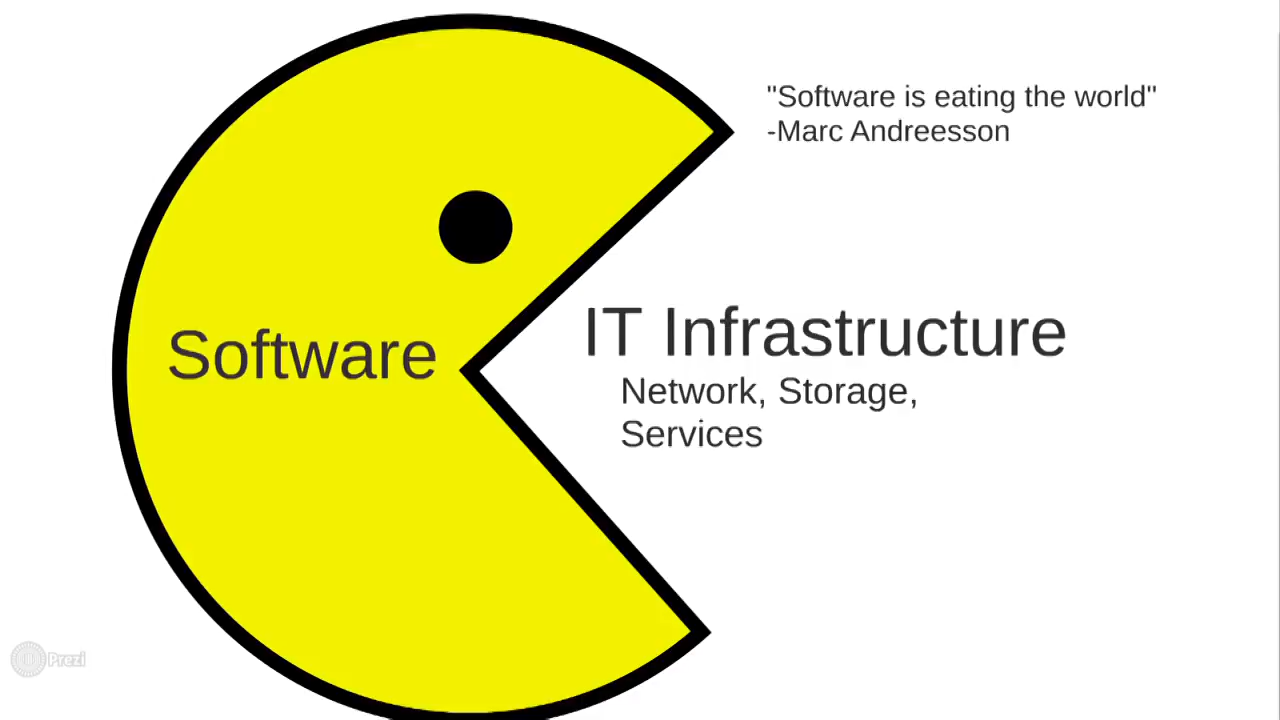 "Software is eating the world"
-Marc Andreesson
Software
IT Infrastructure
Network, Storage,
Services
Prezi